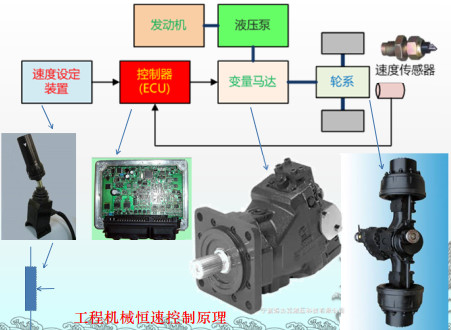 发动机
液压泵
速度设定
装置
控制器
(ECU)
变量马达
轮系
速度传感器
工程机械恒速控制原理